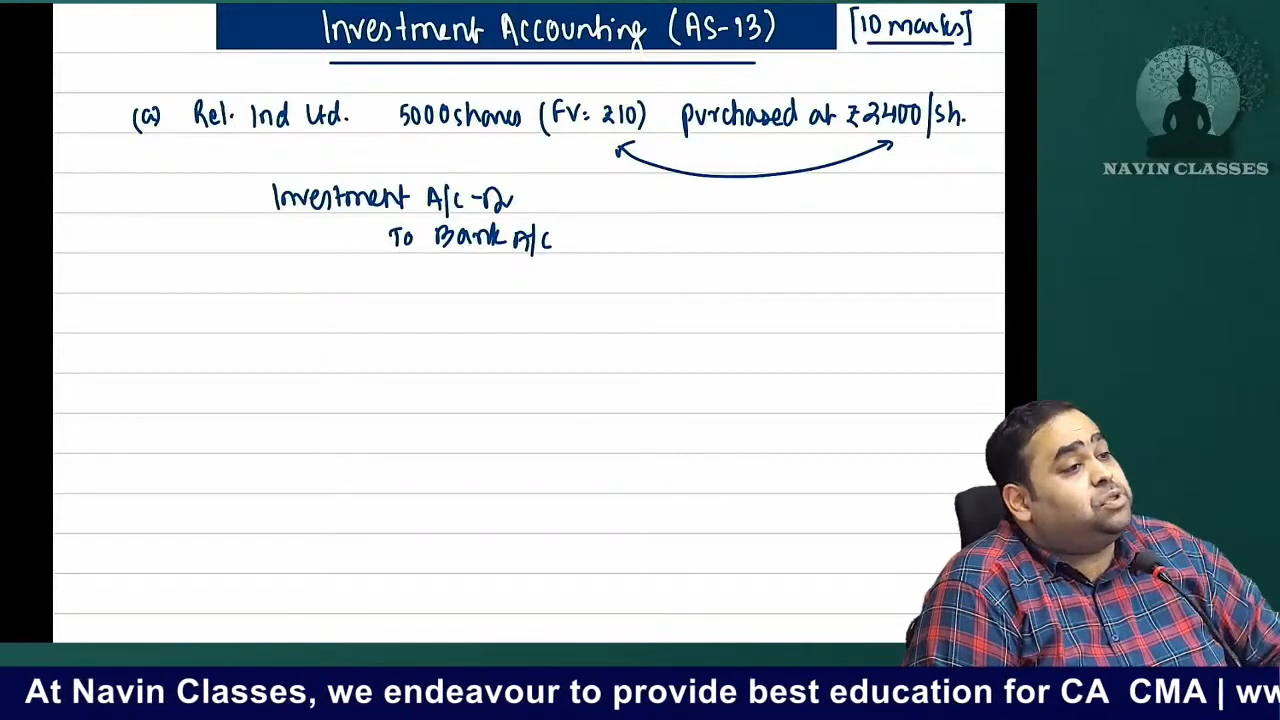 Investment Accounting (AS-13) [10 marks]
(a) Rel. Ind Ltd. 5000 shares (FV= ₹10) purchased at ₹2400/sh.
Investment A/c -Dr
To Bank A/c
NAVIN CLASSES
At Navin Classes, we endeavour to provide best education for CA CMA | ww